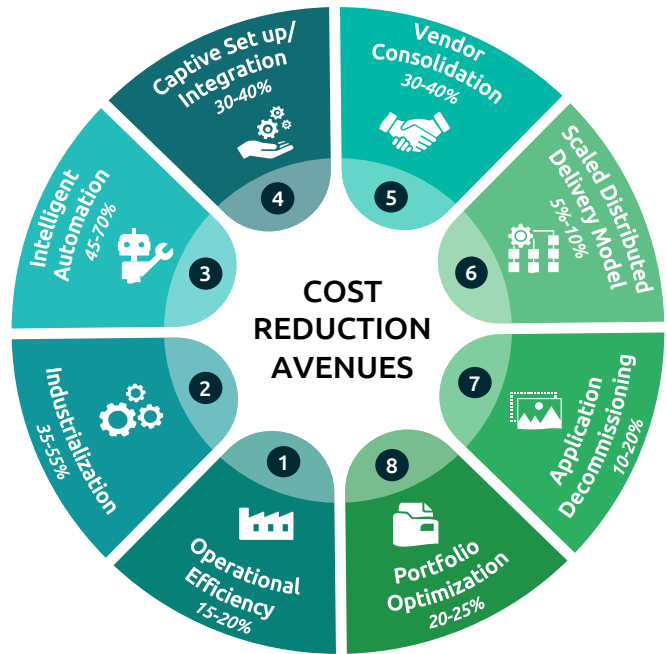 COST
REDUCTION
AVENUES
1
Operational
Efficiency
15-20%
2
Industrialization
35-55%
3
Intelligent
Automation
45-70%
4
Captive Set up/
Integration
30-40%
5
Vendor
Consolidation
30-40%
6
Scaled Distributed
Delivery Model
5%-10%
7
Application
Decommissioning
10-20%
8
Portfolio
Optimization
20-25%